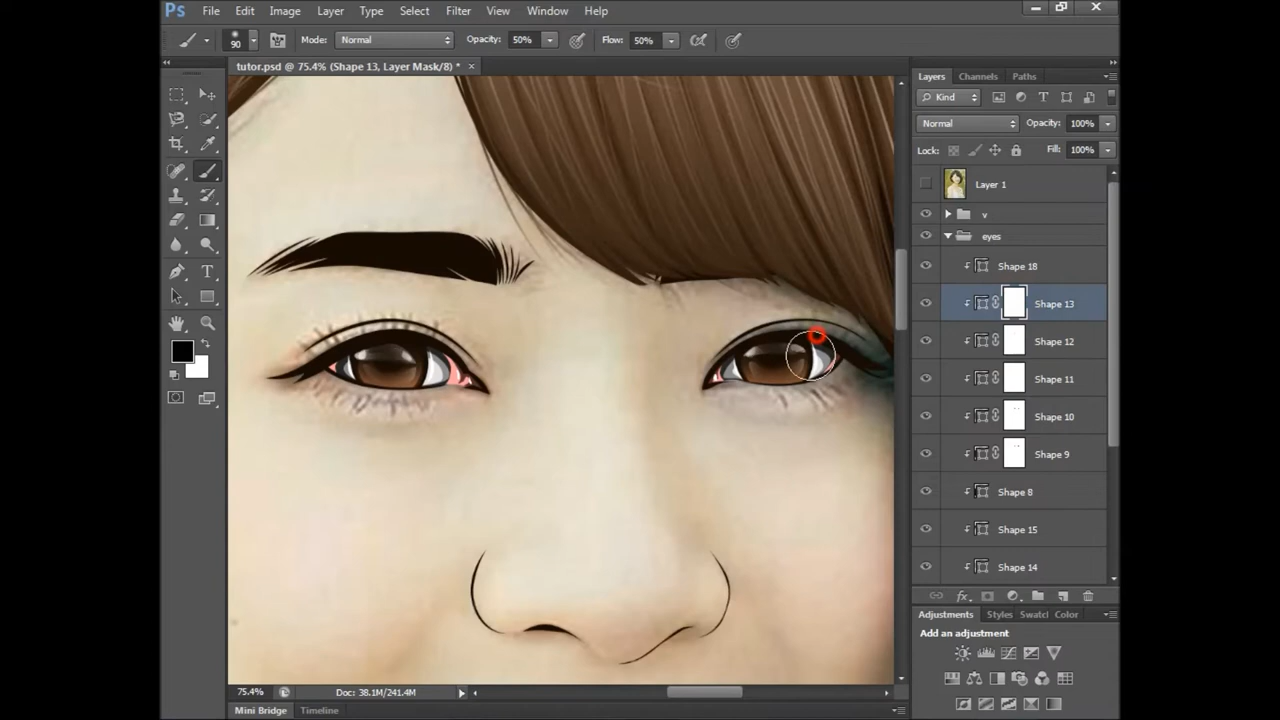 Ps File Edit Image Layer Type Select Filter View Window Help
90 Mode: Normal Opacity: 50% Flow: 50%
tutor.psd @ 75.4% (Shape 13, Layer Mask/8) * ×
Layers Channels Paths
Kind
Normal Opacity: 100%
Lock: Fill: 100%
Layer 1
v
eyes
Shape 18
Shape 13
Shape 12
Shape 11
Shape 10
Shape 9
Shape 8
Shape 15
Shape 14
fx
Adjustments Styles Swatcl Color
Add an adjustment
75.4% Doc: 38.1M/241.4M
Mini Bridge Timeline